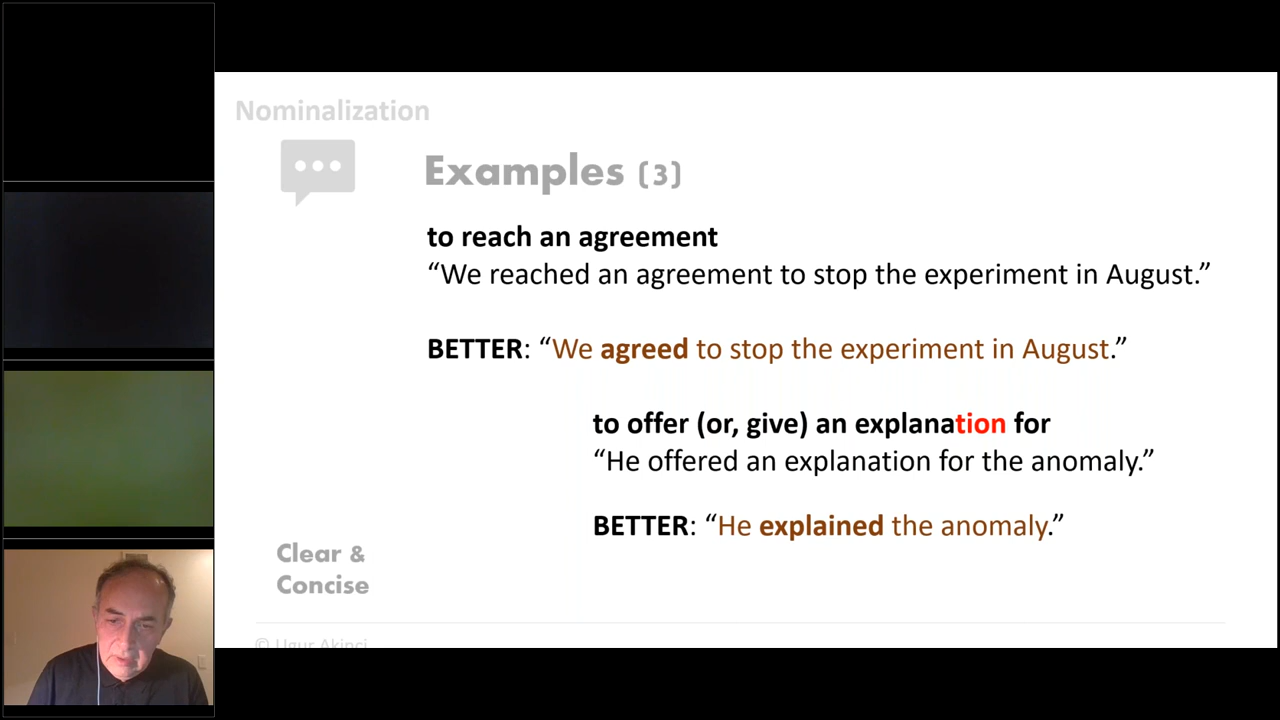 Nominalization
Examples (3)
to reach an agreement
“We reached an agreement to stop the experiment in August.”
BETTER: “We agreed to stop the experiment in August.”
to offer (or, give) an explanation for
“He offered an explanation for the anomaly.”
BETTER: “He explained the anomaly.”
Clear &
Concise
© Ugur Akinci